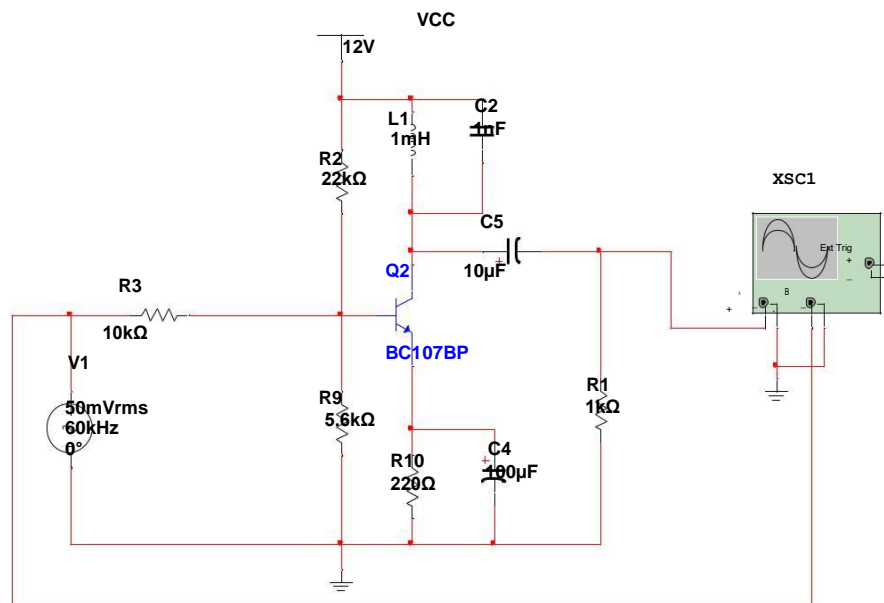 VCC
12V
C2
1nF
L1
1mH
R2
22kΩ
XSC1
C5
10µF
Ext Trig
Q2
R3
10kΩ
B
BC107BP
V1
50mVrms
60kHz
0°
R9
5.6kΩ
R1
1kΩ
R10
220Ω
C4
100µF